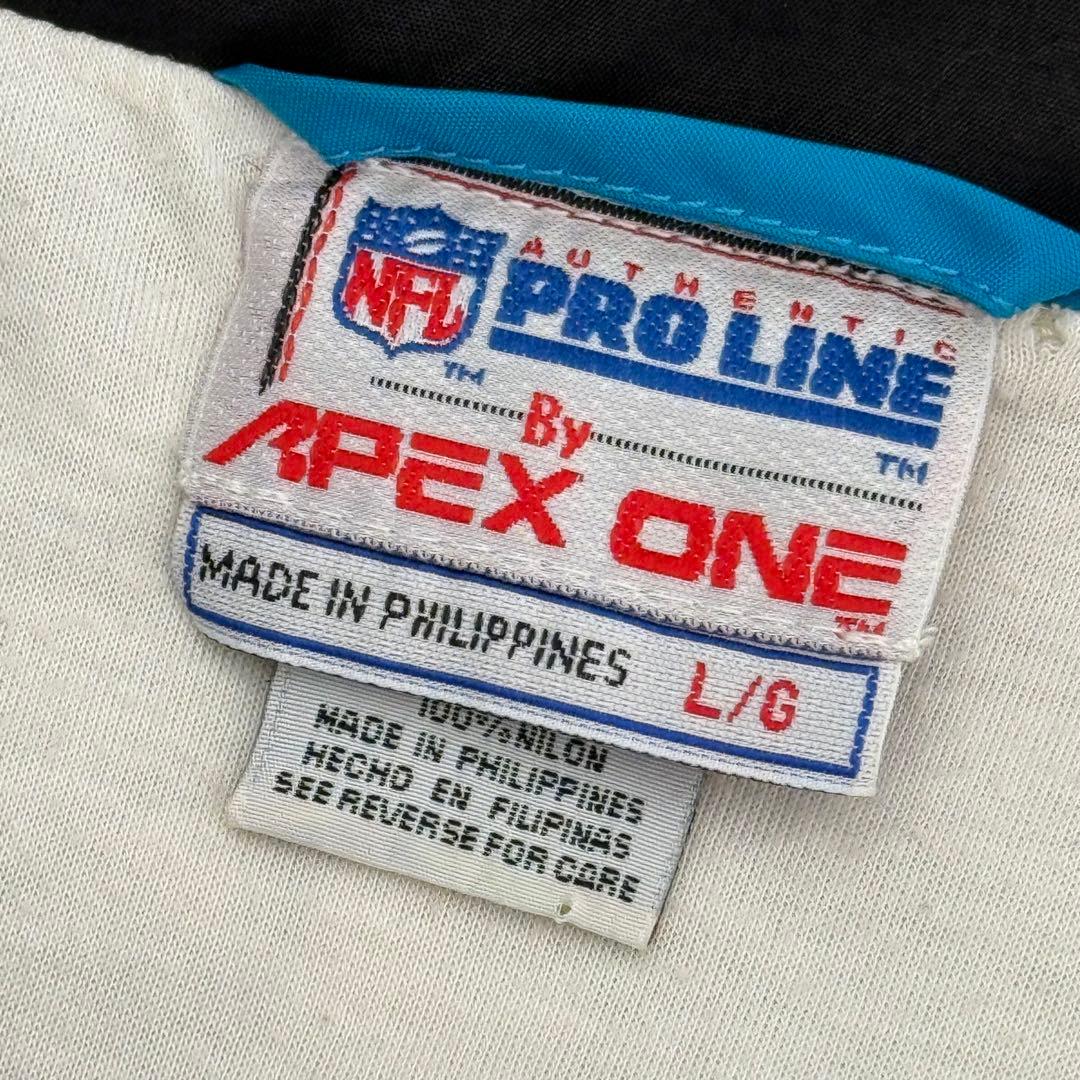 NFL
AUTHENTIC
PRO LINE
TM
By
TM
APEX ONE
TM
MADE IN PHILIPPINES L/G
100% NILON
MADE IN PHILIPPINES
HECHO EN FILIPINAS
SEE REVERSE FOR CARE